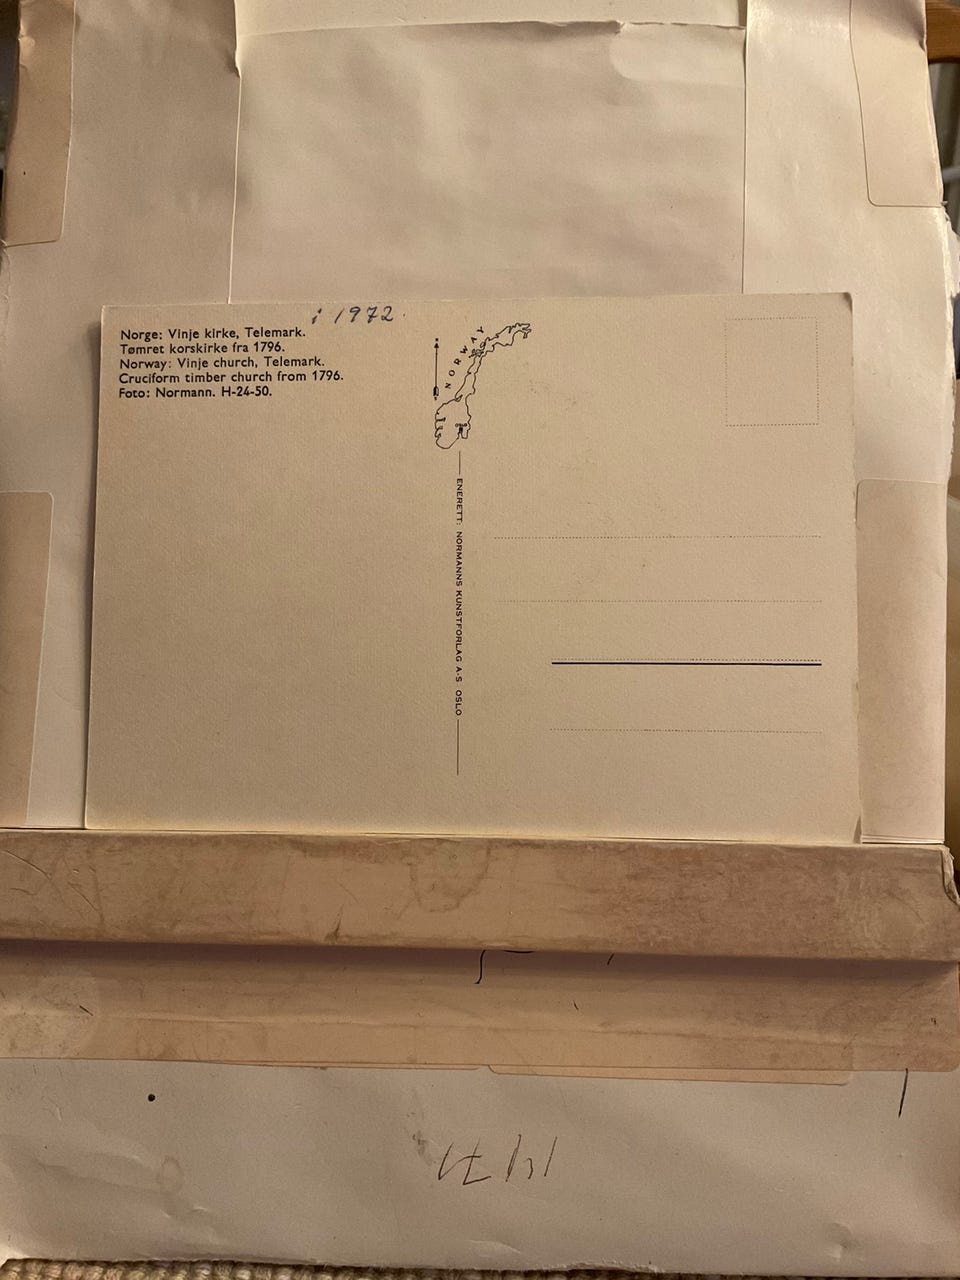 i 1972.
Norge: Vinje kirke, Telemark.
Tømret korskirke fra 1796.
Norway: Vinje church, Telemark.
Cruciform timber church from 1796.
Foto: Normann. H-24-50.
NORWAY
OSLO
ENERETT: NORMANNS KUNSTFORLAG A-S OSLO